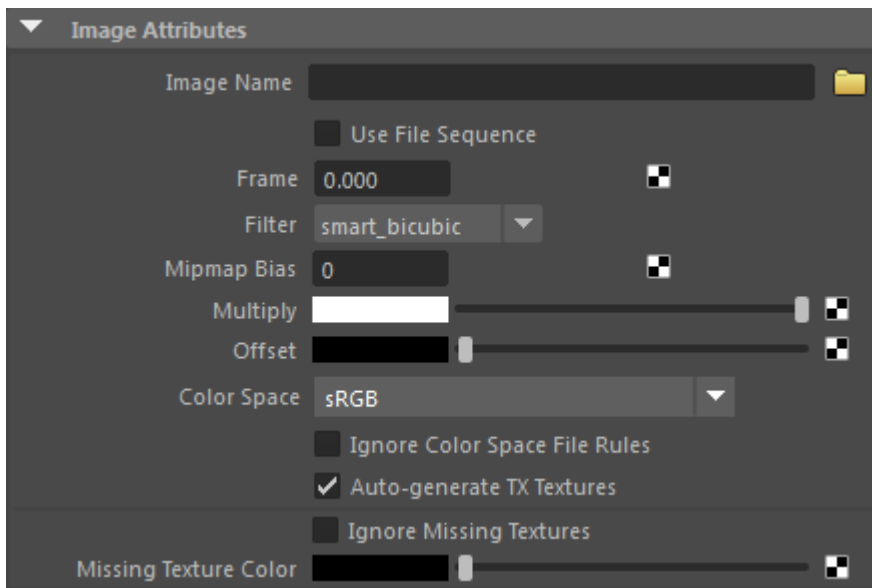 Image Attributes
Image Name
Use File Sequence
Frame 0.000
Filter smart_bicubic
Mipmap Bias 0
Multiply
Offset
Color Space sRGB
Ignore Color Space File Rules
Auto-generate TX Textures
Ignore Missing Textures
Missing Texture Color